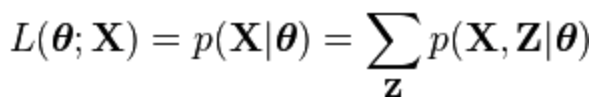 L(θ; X) = p(X|θ) = ∑_Z p(X, Z|θ)